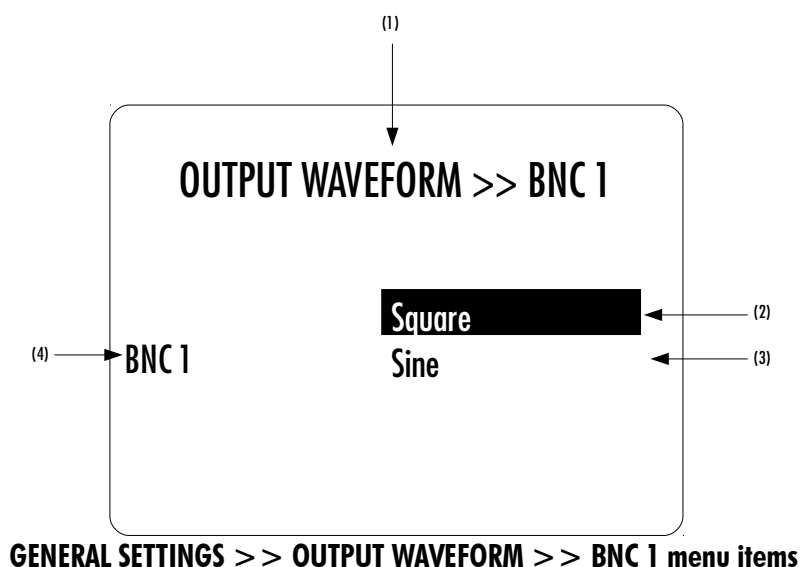 (1)
OUTPUT WAVEFORM >> BNC 1
Square
(2)
(4)
BNC 1
Sine
(3)
GENERAL SETTINGS >> OUTPUT WAVEFORM >> BNC 1 menu items